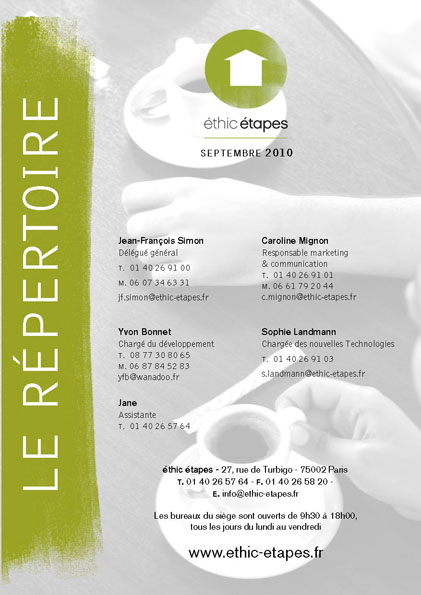 LE RÉPERTOIRE
éthic étapes
SEPTEMBRE 2010
Jean-François Simon
Délégué général
T. 01 40 26 91 00
M. 06 07 34 63 31
jf.simon@ethic-etapes.fr
Caroline Mignon
Responsable marketing
& communication
T. 01 40 26 91 01
M. 06 61 79 20 44
c.mignon@ethic-etapes.fr
Yvon Bonnet
Chargé du développement
T. 08 77 30 80 65
M. 06 87 84 52 83
yfb@wanadoo.fr
Sophie Landmann
Chargée des nouvelles Technologies
T. 01 40 26 91 03
s.landmann@ethic-etapes.fr
Jane
Assistante
T. 01 40 26 57 64
éthic étapes - 27, rue de Turbigo - 75002 Paris
T. 01 40 26 57 64 - F. 01 40 26 58 20 -
E. info@ethic-etapes.fr
Les bureaux du siège sont ouverts de 9h30 à 18h00,
tous les jours du lundi au vendredi
www.ethic-etapes.fr